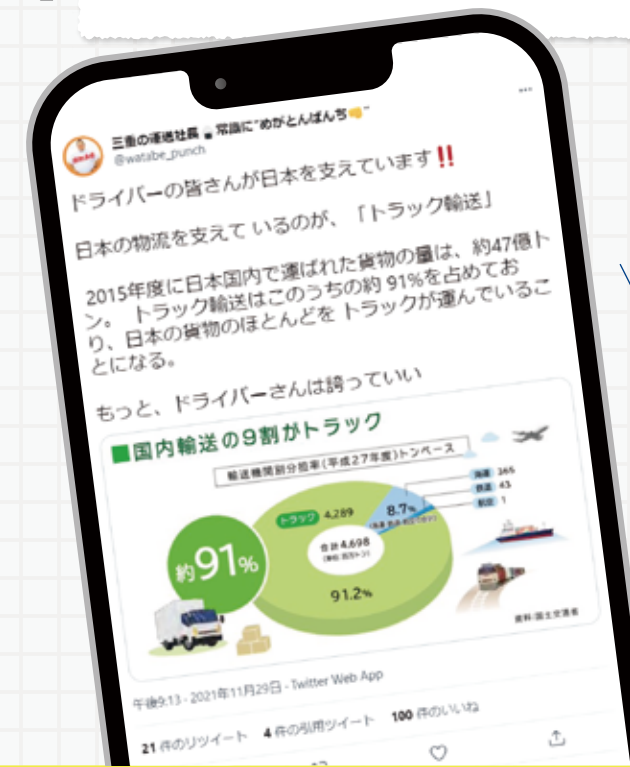 三重の運送社長 常識に"めがとんぱんち👊"
@watabe_punch
ドライバーの皆さんが日本を支えています‼️
日本の物流を支えて いるのが、「トラック輸送」
2015年度に日本国内で運ばれた貨物の量は、約47億ト
ン。 トラック輸送はこのうちの約 91%を占めてお
り、日本の貨物のほとんどを トラックが運んでいるこ
とになる。
もっと、ドライバーさんは誇っていい
■国内輸送の9割がトラック
輸送機関別分担率(平成27年度)トンベース
海運 365
鉄道 43
航空 1
トラック 4,289
8.7%
合計4,698
(単位:百万トン)
約91%
91.2%
資料:国土交通省
午後9:13 · 2021年11月29日 · Twitter Web App
21 件のリツイート 4 件の引用ツイート 100 件のいいね